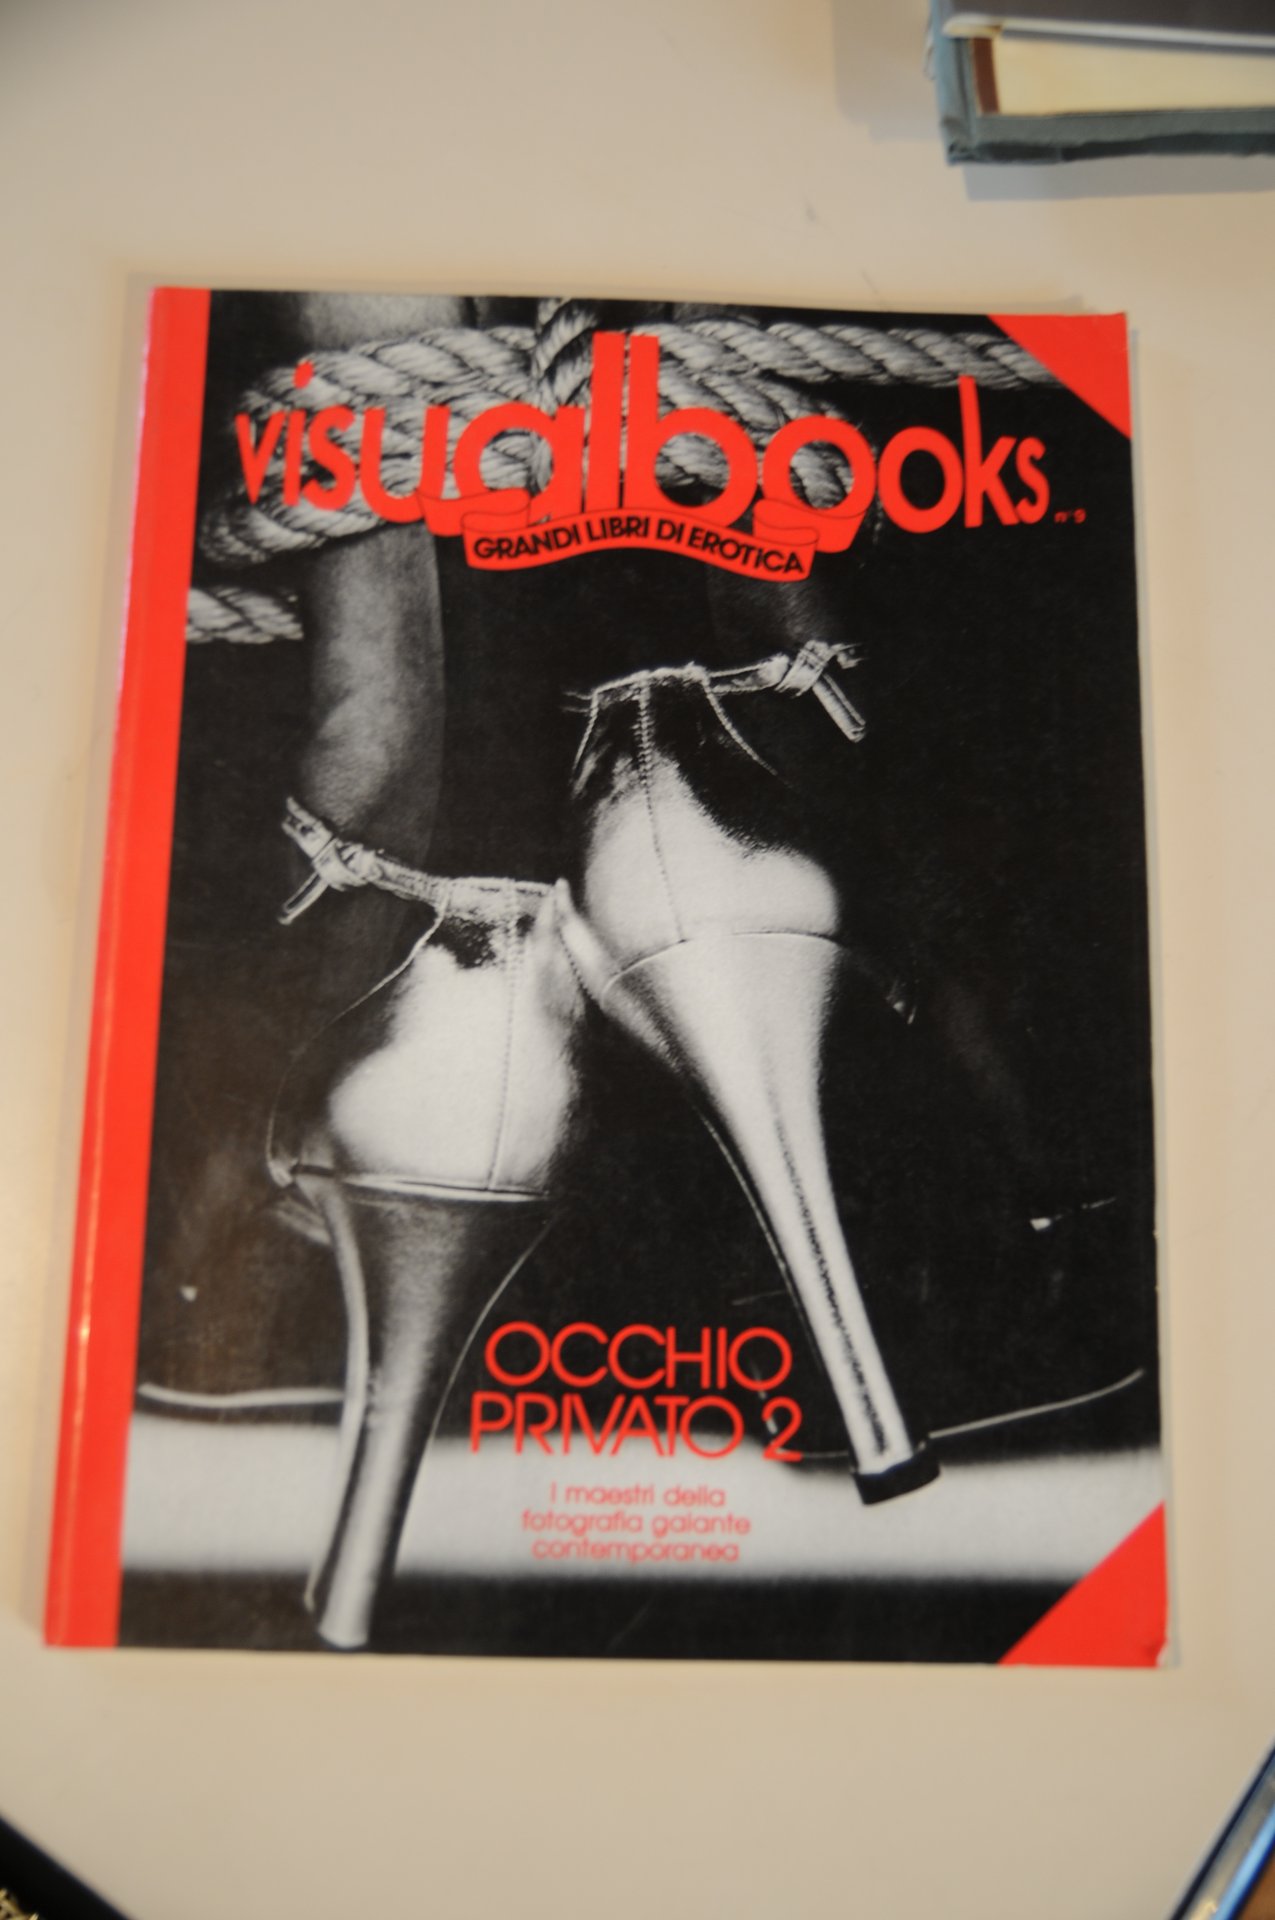 visualbooks n°9
GRANDI LIBRI DI EROTICA
OCCHIO
PRIVATO 2
I maestri della
fotografia galante
contemporanea